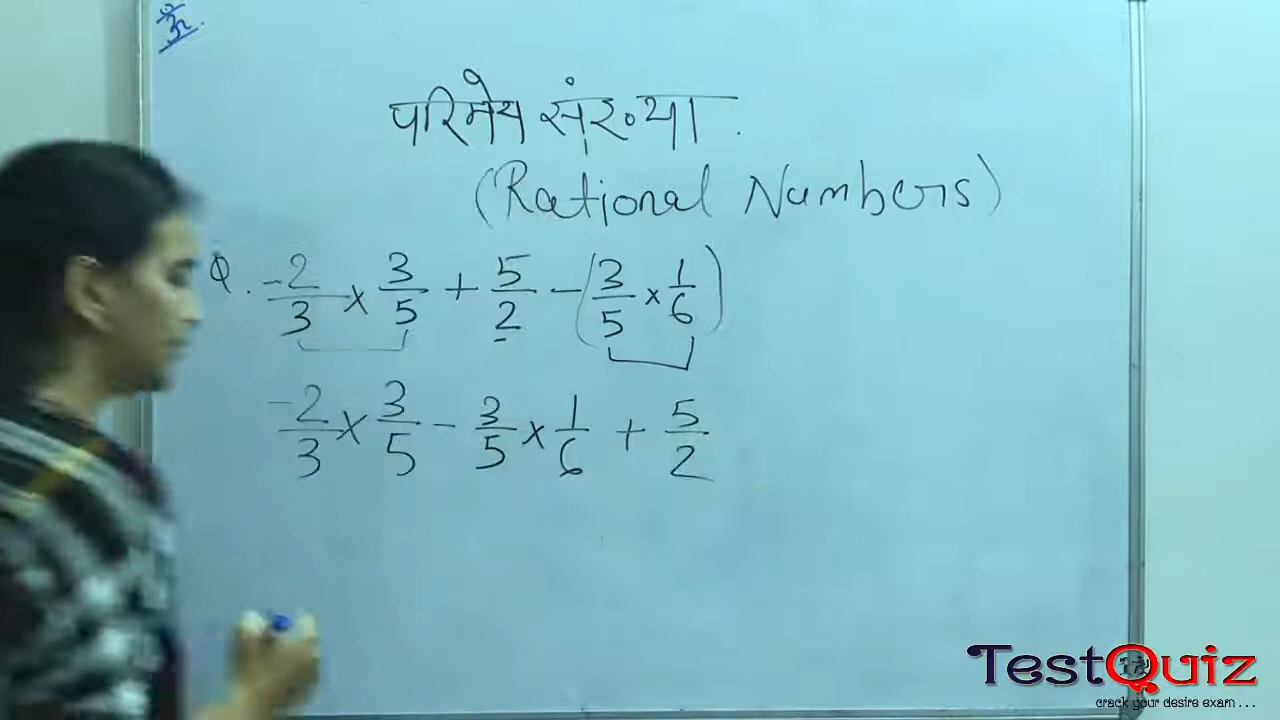 ॐ
परिमेय संख्या.
(Rational Numbers)
Q. -2/3 × 3/5 + 5/2 - (3/5 × 1/6)
-2/3 × 3/5 - 3/5 × 1/6 + 5/2
TestQuiz
crack your desire exam . . .